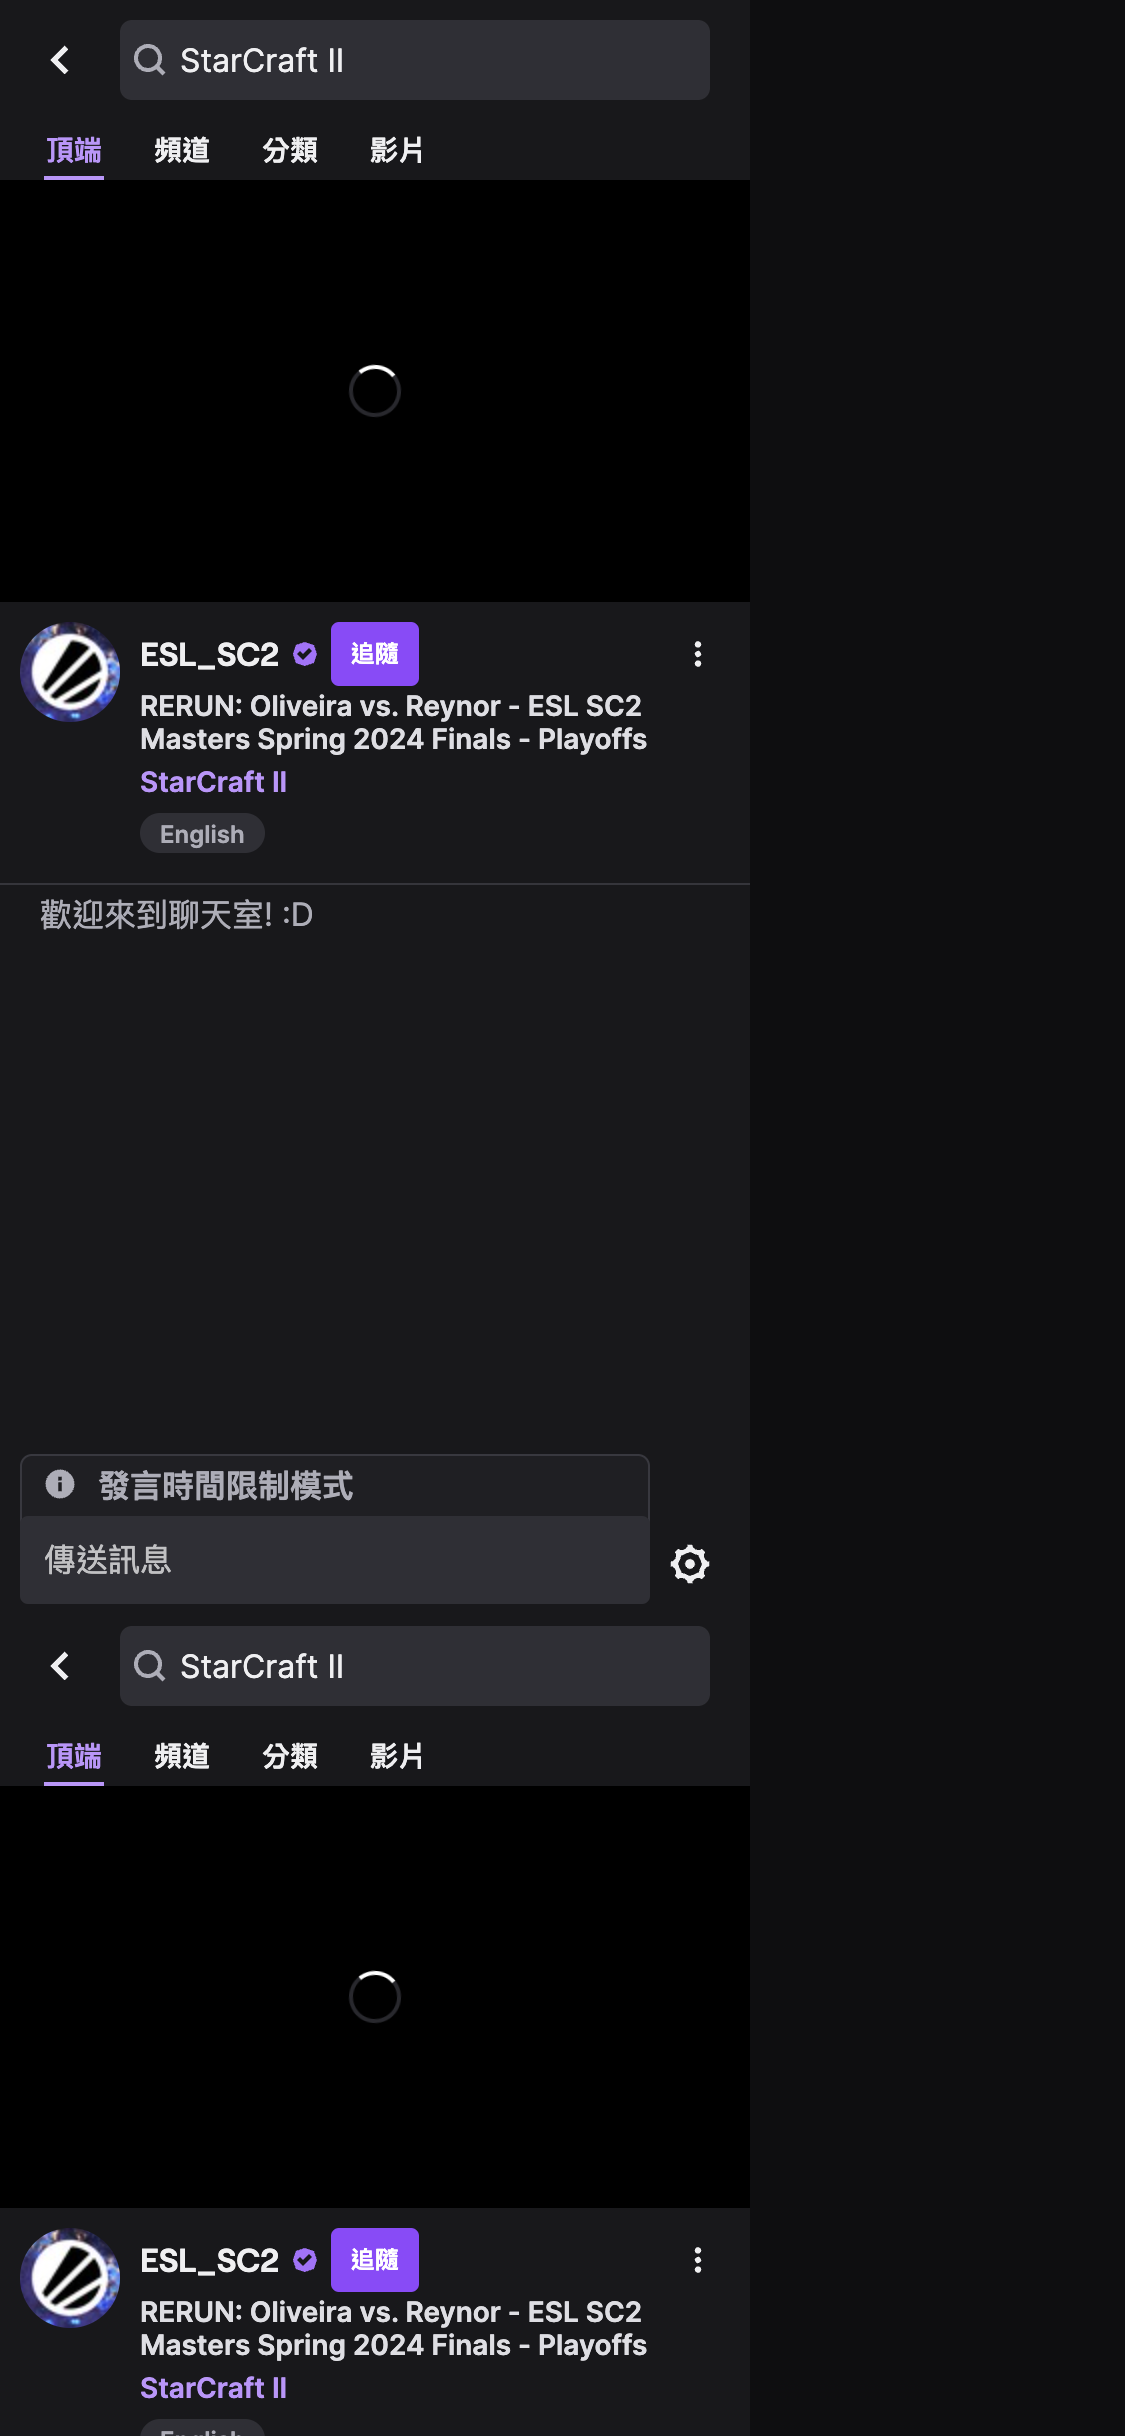 StarCraft II
頂端 頻道 分類 影片
ESL_SC2 追隨
RERUN: Oliveira vs. Reynor - ESL SC2
Masters Spring 2024 Finals - Playoffs
StarCraft II
English
歡迎來到聊天室! :D
發言時間限制模式
傳送訊息
StarCraft II
頂端 頻道 分類 影片
ESL_SC2 追隨
RERUN: Oliveira vs. Reynor - ESL SC2
Masters Spring 2024 Finals - Playoffs
StarCraft II
English